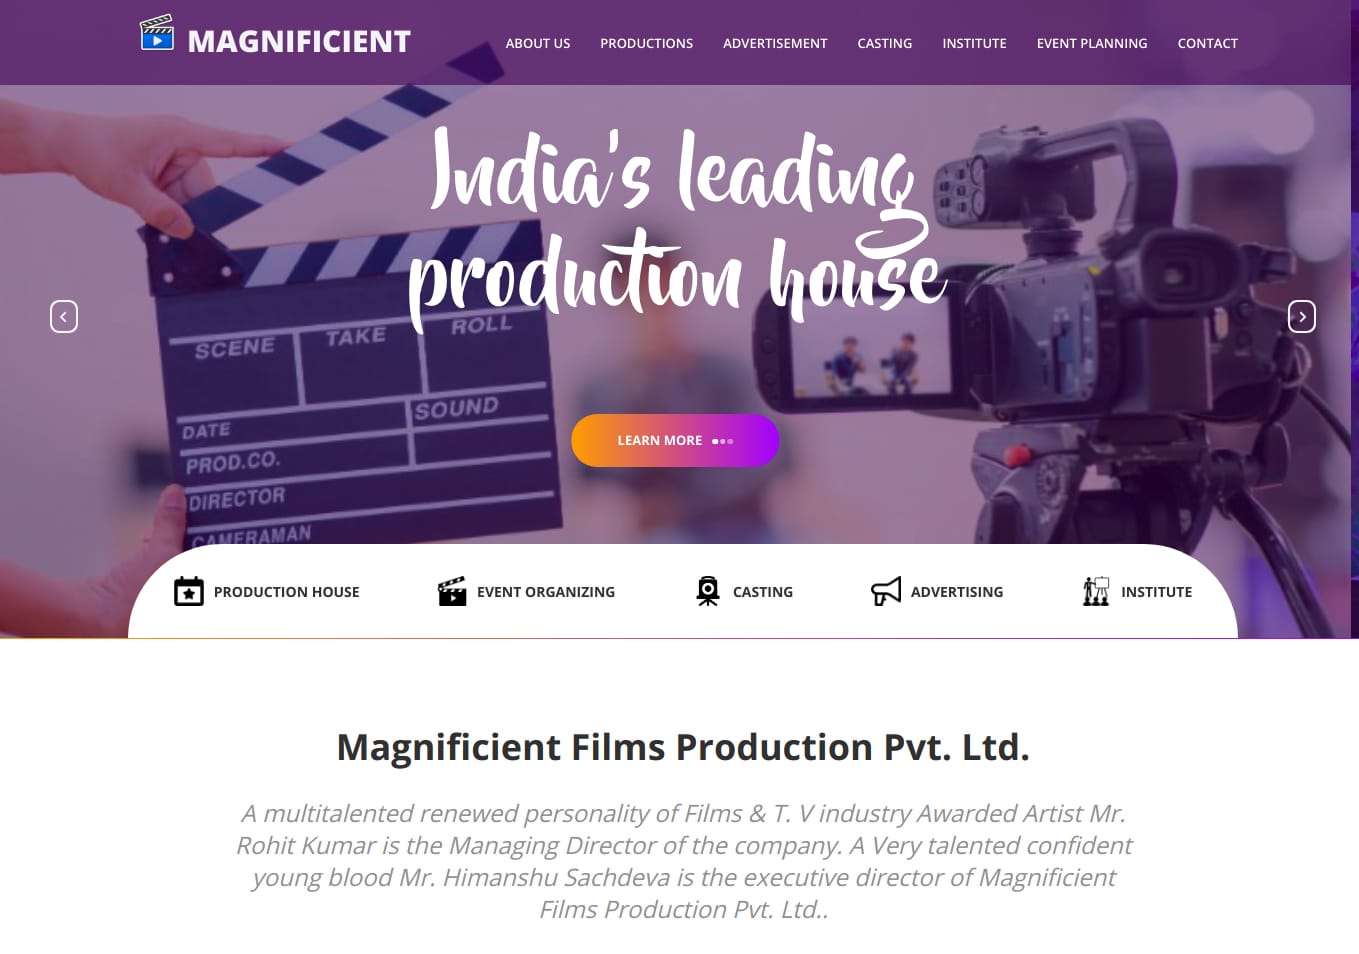 MAGNIFICIENT
ABOUT US
PRODUCTIONS
ADVERTISEMENT
CASTING
INSTITUTE
EVENT PLANNING
CONTACT
India's leading
production house
SCENE
TAKE
ROLL
DATE
SOUND
PROD.CO.
DIRECTOR
CAMERAMAN
LEARN MORE
PRODUCTION HOUSE
EVENT ORGANIZING
CASTING
ADVERTISING
INSTITUTE
Magnificient Films Production Pvt. Ltd.
A multitalented renewed personality of Films & T. V industry Awarded Artist Mr.
Rohit Kumar is the Managing Director of the company. A Very talented confident
young blood Mr. Himanshu Sachdeva is the executive director of Magnificient
Films Production Pvt. Ltd..